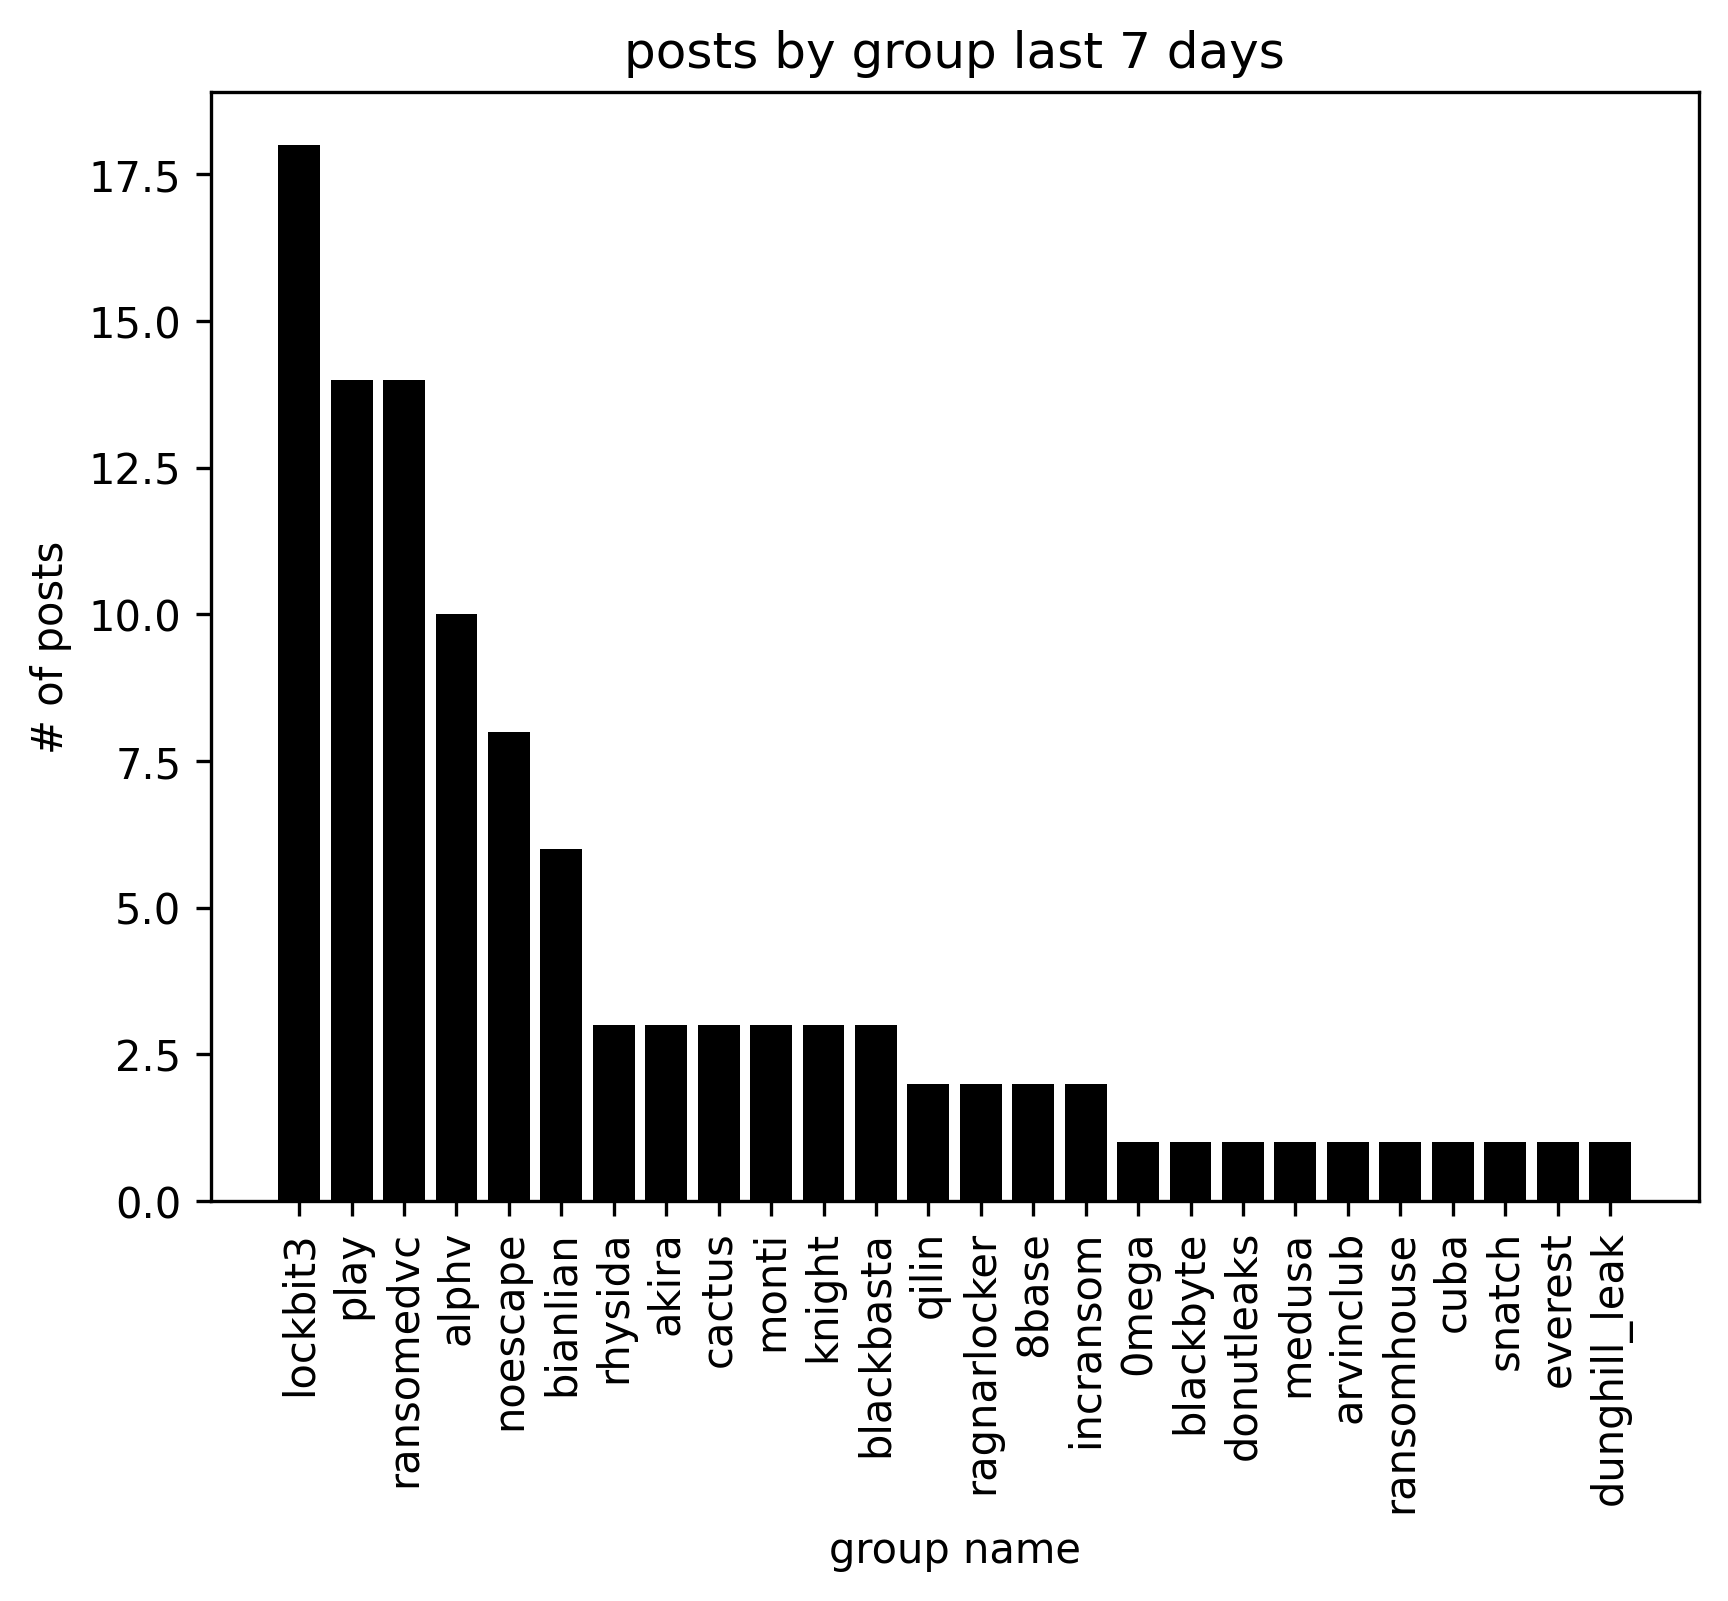 posts by group last 7 days
# of posts
17.5
15.0
12.5
10.0
7.5
5.0
2.5
0.0
lockbit3
play
ransomedvc
alphv
noescape
bianlian
rhysida
akira
cactus
monti
knight
blackbasta
qilin
ragnarlocker
8base
incransom
0mega
blackbyte
donutleaks
medusa
arvinclub
ransomhouse
cuba
snatch
everest
dunghill_leak
group name